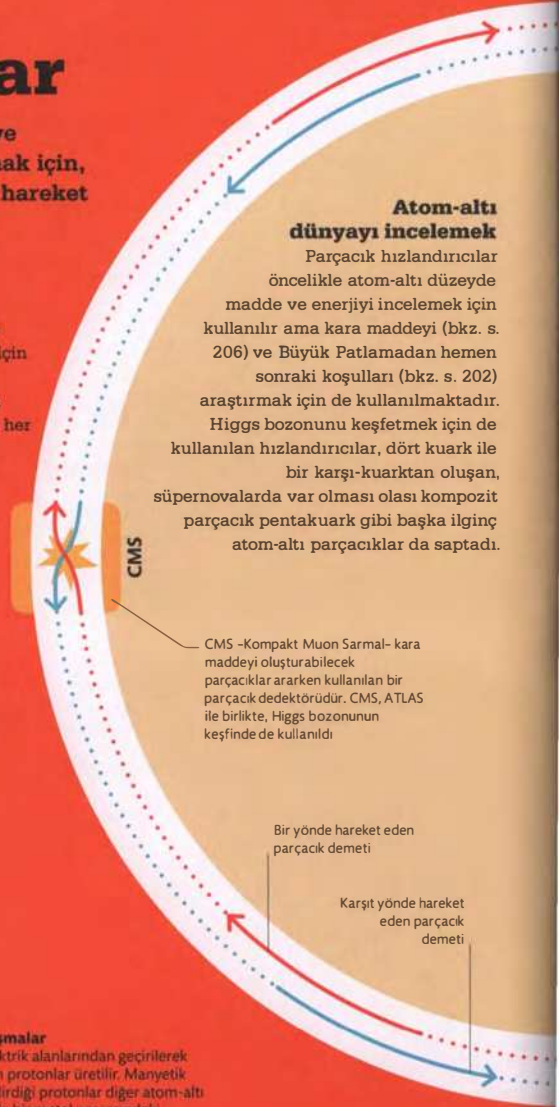 ar
ve
mak için,
hareket
için
her
Atom-altı
dünyayı incelemek
Parçacık hızlandırıcılar
öncelikle atom-altı düzeyde
madde ve enerjiyi incelemek için
kullanılır ama kara maddeyi (bkz. s.
206) ve Büyük Patlamadan hemen
sonraki koşulları (bkz. s. 202)
araştırmak için de kullanılmaktadır.
Higgs bozonunu keşfetmek için de
kullanılan hızlandırıcılar, dört kuark ile
bir karşı-kuarktan oluşan,
süpernovalarda var olması olası kompozit
parçacık pentakuark gibi başka ilginç
atom-altı parçacıklar da saptadı.
CMS
CMS –Kompakt Muon Sarmal– kara
maddeyi oluşturabilecek
parçacıklar ararken kullanılan bir
parçacık dedektörüdür. CMS, ATLAS
ile birlikte, Higgs bozonunun
keşfinde de kullanıldı
Bir yönde hareket eden
parçacık demeti
Karşıt yönde hareket
eden parçacık
demeti
şmalar
ktrik alanlarından geçirilerek
protonlar üretilir. Manyetik
irdiği protonlar diğer atom-altı